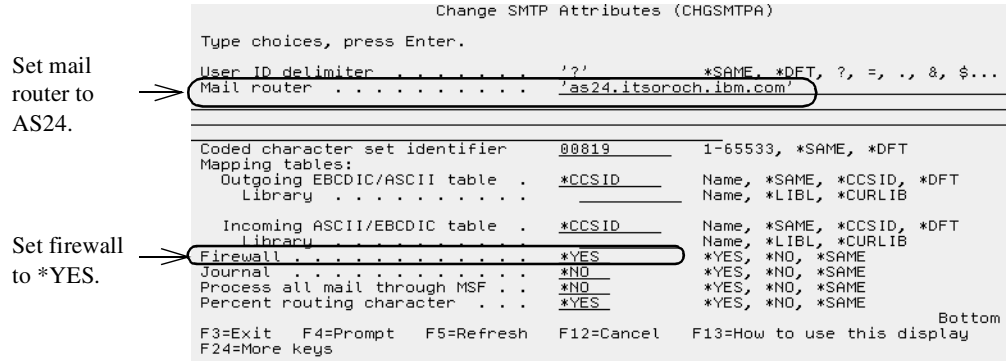 Change SMTP Attributes (CHGSMTPA)
Type choices, press Enter.
User ID delimiter . . . . . . . '?' *SAME, *DFT, ?, =, ., &, $...
Set mail router to AS24.
Mail router . . . . . . . . . . 'as24.itsoroch.ibm.com'
Coded character set identifier 00819 1-65533, *SAME, *DFT
Mapping tables:
Outgoing EBCDIC/ASCII table . *CCSID Name, *SAME, *CCSID, *DFT
Library . . . . . . . . . . Name, *LIBL, *CURLIB
Incoming ASCII/EBCDIC table . *CCSID Name, *SAME, *CCSID, *DFT
Library . . . . . . . . . . Name, *LIBL, *CURLIB
Set firewall to *YES.
Firewall . . . . . . . . . . . . *YES *YES, *NO, *SAME
Journal . . . . . . . . . . . . *NO *YES, *NO, *SAME
Process all mail through MSF . . *NO *YES, *NO, *SAME
Percent routing character . . . *YES *YES, *NO, *SAME
Bottom
F3=Exit F4=Prompt F5=Refresh F12=Cancel F13=How to use this display
F24=More keys